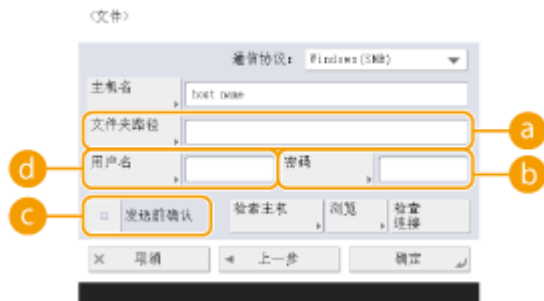 〈文件〉
通信协议： Windows(SMB)
主机名 host name
文件夹路径 a
d 用户名 密码 b
c 发送前确认 检索主机 浏览 检查连接
取消 上一步 确定